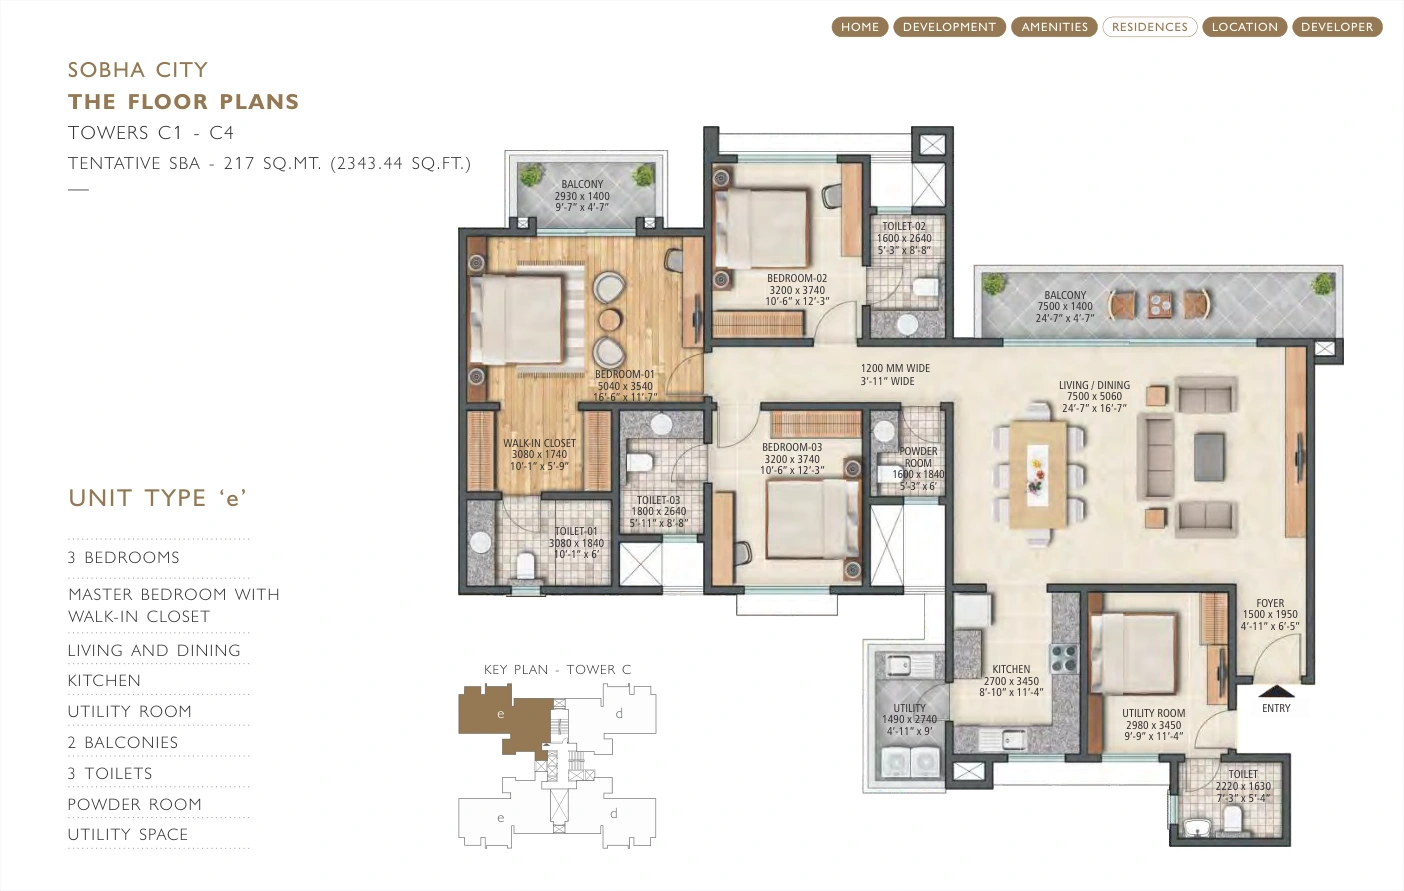 HOME
DEVELOPMENT
AMENITIES
RESIDENCES
LOCATION
DEVELOPER
SOBHA CITY
THE FLOOR PLANS
TOWERS C1 - C4
TENTATIVE SBA - 217 SQ.MT. (2343.44 SQ.FT.)
BALCONY
2930 x 1400
9'-7" x 4'-7"
TOILET-02
1600 x 2640
5'-3" x 8'-8"
BEDROOM-02
3200 x 3740
10'-6" x 12'-3"
BALCONY
7500 x 1400
24'-7" x 4'-7"
BEDROOM-01
5040 x 3540
16'-6" x 11'-7"
1200 MM WIDE
3'-11" WIDE
LIVING / DINING
7500 x 5060
24'-7" x 16'-7"
WALK-IN CLOSET
3080 x 1740
10'-1" x 5'-9"
BEDROOM-03
3200 x 3740
10'-6" x 12'-3"
POWDER
ROOM
1600 x 1840
5'-3" x 6'
TOILET-03
1800 x 2640
5'-11" x 8'-8"
TOILET-01
3080 x 1840
10'-1" x 6'
UNIT TYPE ‘e’
3 BEDROOMS
MASTER BEDROOM WITH
WALK-IN CLOSET
LIVING AND DINING
KITCHEN
UTILITY ROOM
2 BALCONIES
3 TOILETS
POWDER ROOM
UTILITY SPACE
FOYER
1500 x 1950
4'-11" x 6'-5"
KITCHEN
2700 x 3450
8'-10" x 11'-4"
UTILITY
1490 x 2740
4'-11" x 9'
UTILITY ROOM
2980 x 3450
9'-9" x 11'-4"
ENTRY
TOILET
2220 x 1630
7'-3" x 5'-4"
KEY PLAN - TOWER C
e
d
e
d